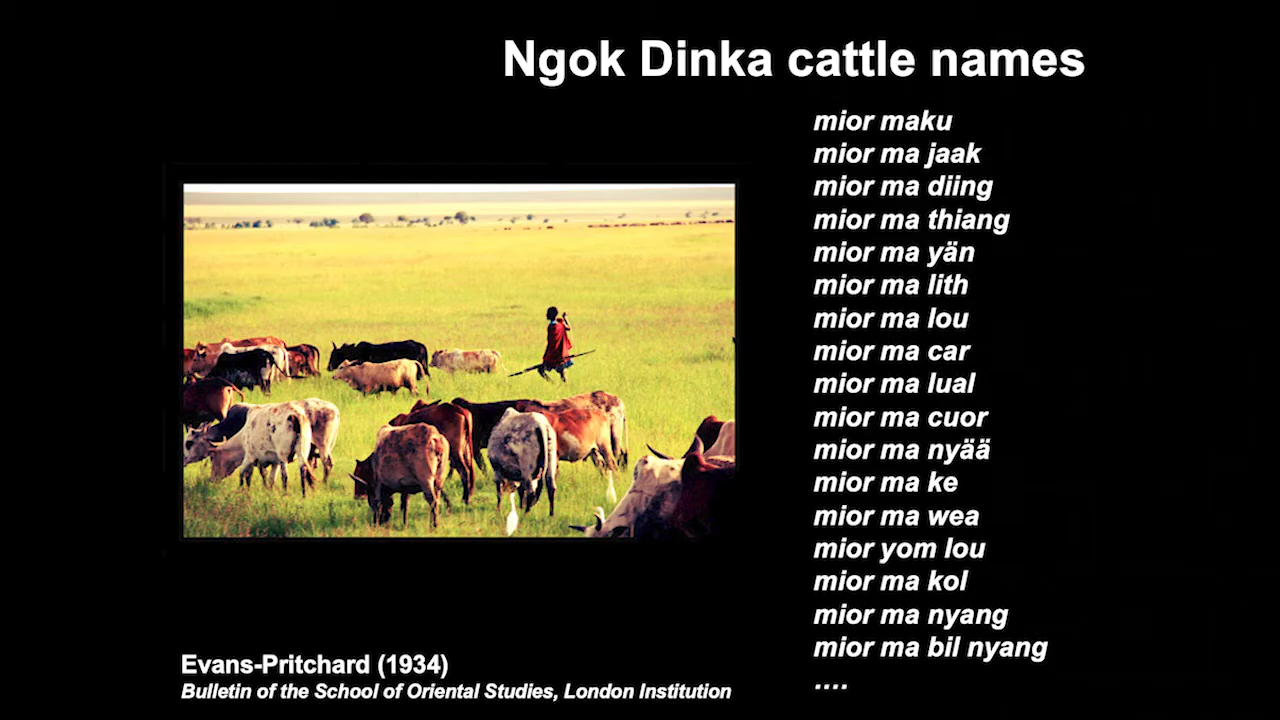 Ngok Dinka cattle names
mior maku
mior ma jaak
mior ma diing
mior ma thiang
mior ma yän
mior ma lith
mior ma lou
mior ma car
mior ma lual
mior ma cuor
mior ma nyää
mior ma ke
mior ma wea
mior yom lou
mior ma kol
mior ma nyang
mior ma bil nyang
....
Evans-Pritchard (1934)
Bulletin of the School of Oriental Studies, London Institution